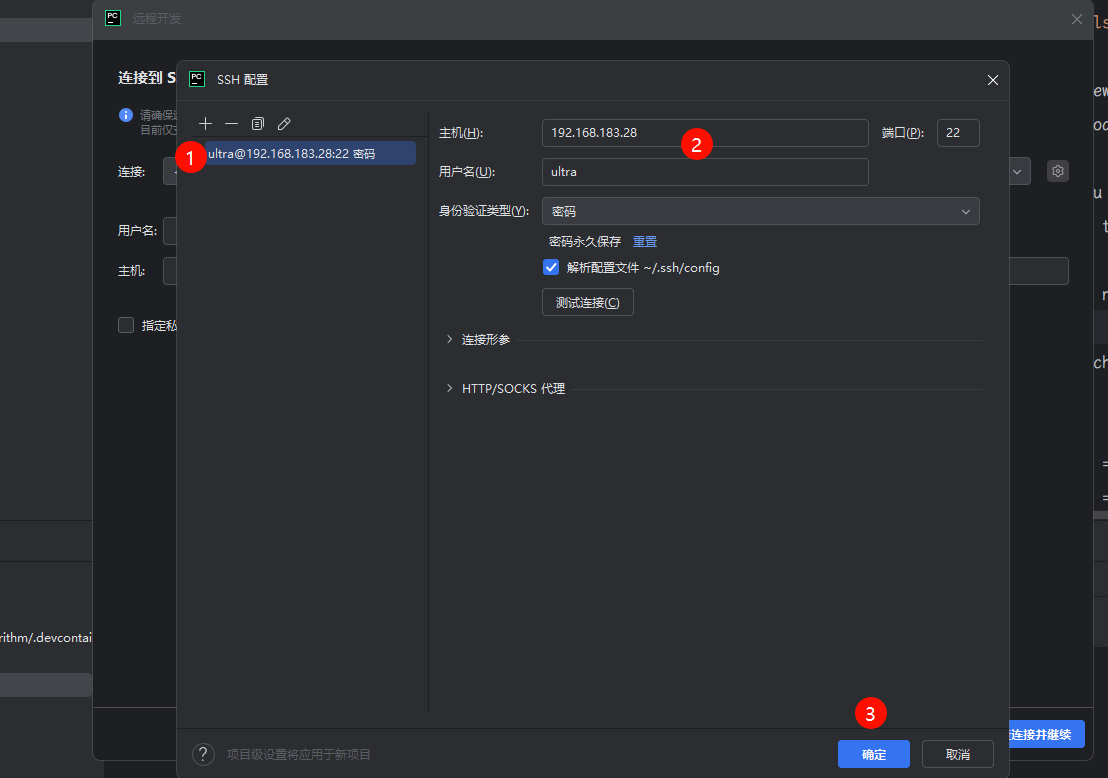 远程开发
连接到 S
SSH 配置
请确保
目前仅
连接:
用户名:
主机:
指定私
1
ultra@192.168.183.28:22 密码
主机(H):
192.168.183.28
2
端口(P):
22
用户名(U):
ultra
身份验证类型(Y):
密码
密码永久保存 重置
解析配置文件 ~/.ssh/config
测试连接(C)
连接形参
HTTP/SOCKS 代理
rithm/.devcontai
3
? 项目级设置将应用于新项目
确定
取消
连接并继续
ls
ew
u
t
r
ch
=
=